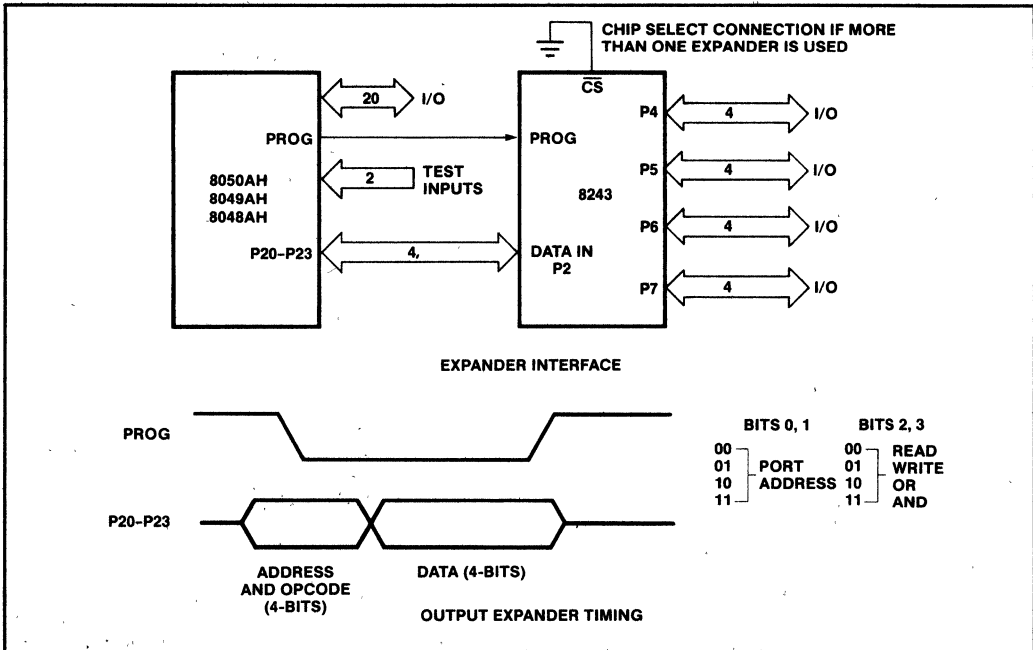 CHIP SELECT CONNECTION IF MORE
THAN ONE EXPANDER IS USED
CS
20
I/O
PROG
PROG
8050AH
8049AH
8048AH
2
TEST
INPUTS
P20–P23
4,
DATA IN
P2
8243
P4
4
I/O
P5
4
I/O
P6
4
I/O
P7
4
I/O
EXPANDER INTERFACE
PROG
P20–P23
ADDRESS
AND OPCODE
(4-BITS)
DATA (4-BITS)
BITS 0, 1
00
01
10
11
PORT
ADDRESS
BITS 2, 3
00 READ
01 WRITE
10 OR
11 AND
OUTPUT EXPANDER TIMING